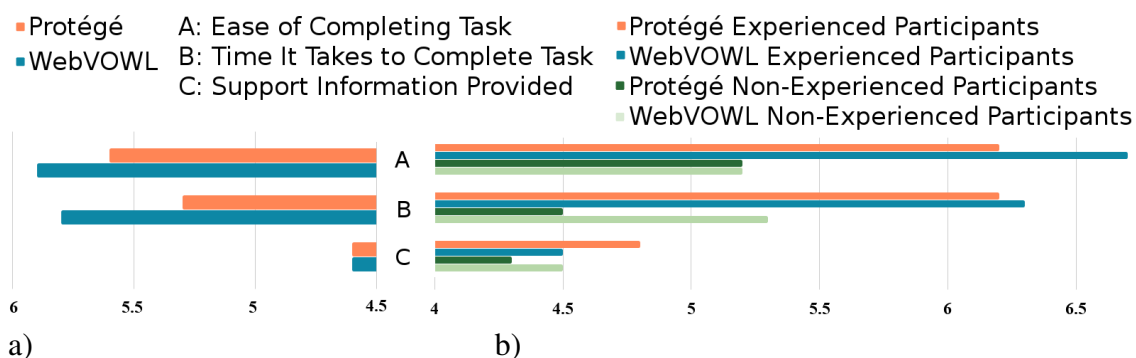 Protégé
WebVOWL
A: Ease of Completing Task
B: Time It Takes to Complete Task
C: Support Information Provided
Protégé Experienced Participants
WebVOWL Experienced Participants
Protégé Non-Experienced Participants
WebVOWL Non-Experienced Participants
A
B
C
6 5.5 5 4.5
4 4.5 5 5.5 6 6.5
a) b)